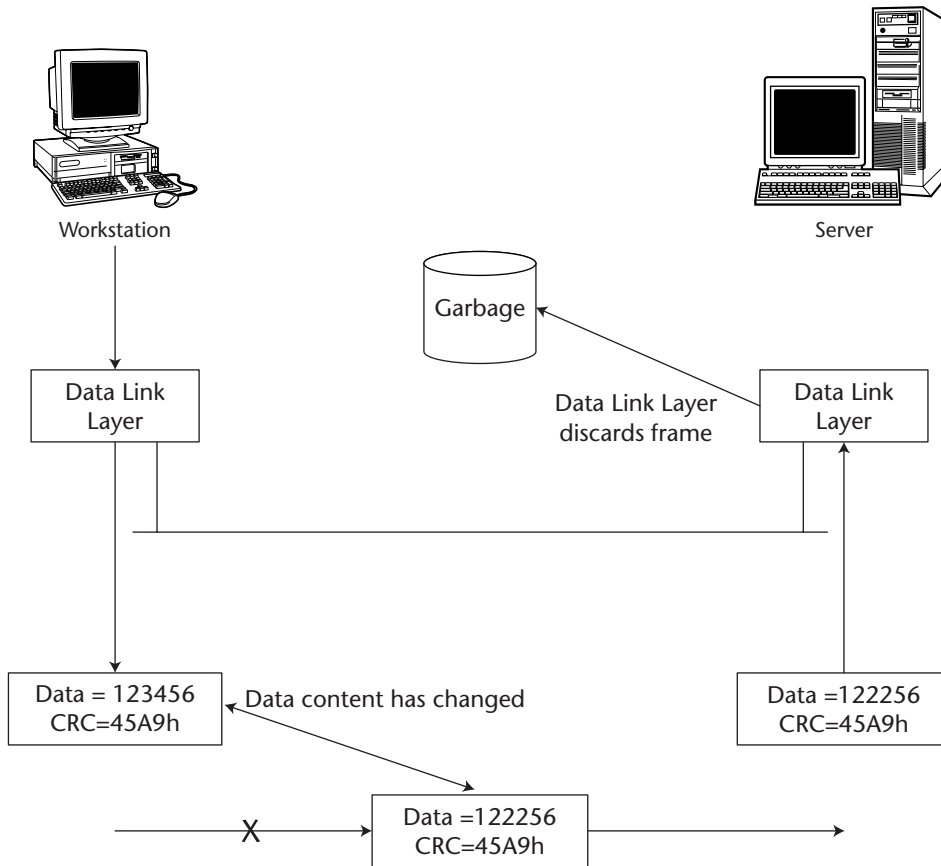 Workstation
Server
Garbage
Data Link
Layer
Data Link Layer
discards frame
Data Link
Layer
Data = 123456
CRC=45A9h
Data content has changed
Data =122256
CRC=45A9h
X
Data =122256
CRC=45A9h